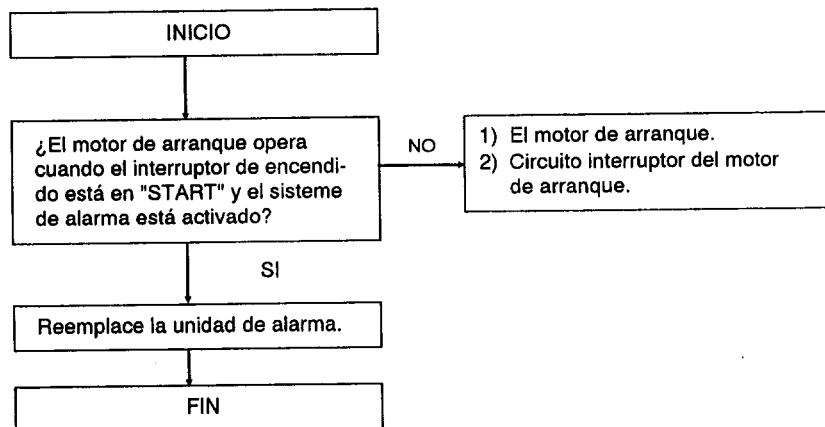 INICIO
¿El motor de arranque opera
cuando el interruptor de encendi-
do está en "START" y el sisteme
de alarma está activado?
NO
1) El motor de arranque.
2) Circuito interruptor del motor
de arranque.
SI
Reemplace la unidad de alarma.
FIN